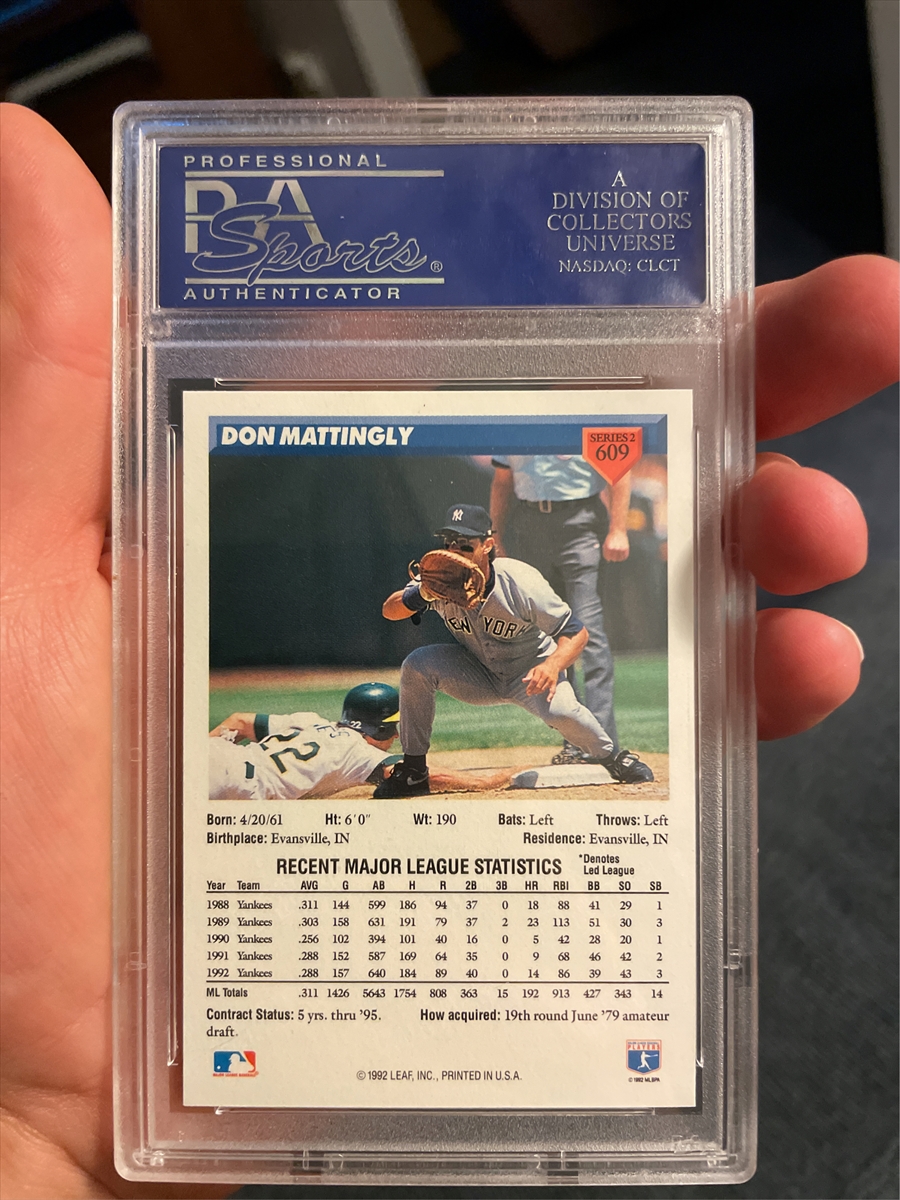 PROFESSIONAL
PSA
Sports®
AUTHENTICATOR
A
DIVISION OF
COLLECTORS
UNIVERSE
NASDAQ: CLCT
DON MATTINGLY
SERIES 2
609
NY
NEW YORK
22
22
Born: 4/20/61 Ht: 6'0" Wt: 190 Bats: Left Throws: Left
Birthplace: Evansville, IN Residence: Evansville, IN
RECENT MAJOR LEAGUE STATISTICS *Denotes
Led League
Year Team AVG G AB H R 2B 3B HR RBI BB SO SB
1988 Yankees .311 144 599 186 94 37 0 18 88 41 29 1
1989 Yankees .303 158 631 191 79 37 2 23 113 51 30 3
1990 Yankees .256 102 394 101 40 16 0 5 42 28 20 1
1991 Yankees .288 152 587 169 64 35 0 9 68 46 42 2
1992 Yankees .288 157 640 184 89 40 0 14 86 39 43 3
ML Totals .311 1426 5643 1754 808 363 15 192 913 427 343 14
Contract Status: 5 yrs. thru '95. How acquired: 19th round June '79 amateur
draft.
MAJOR LEAGUE BASEBALL
PLAYERS
© 1992 MLBPA
© 1992 LEAF, INC., PRINTED IN U.S.A.